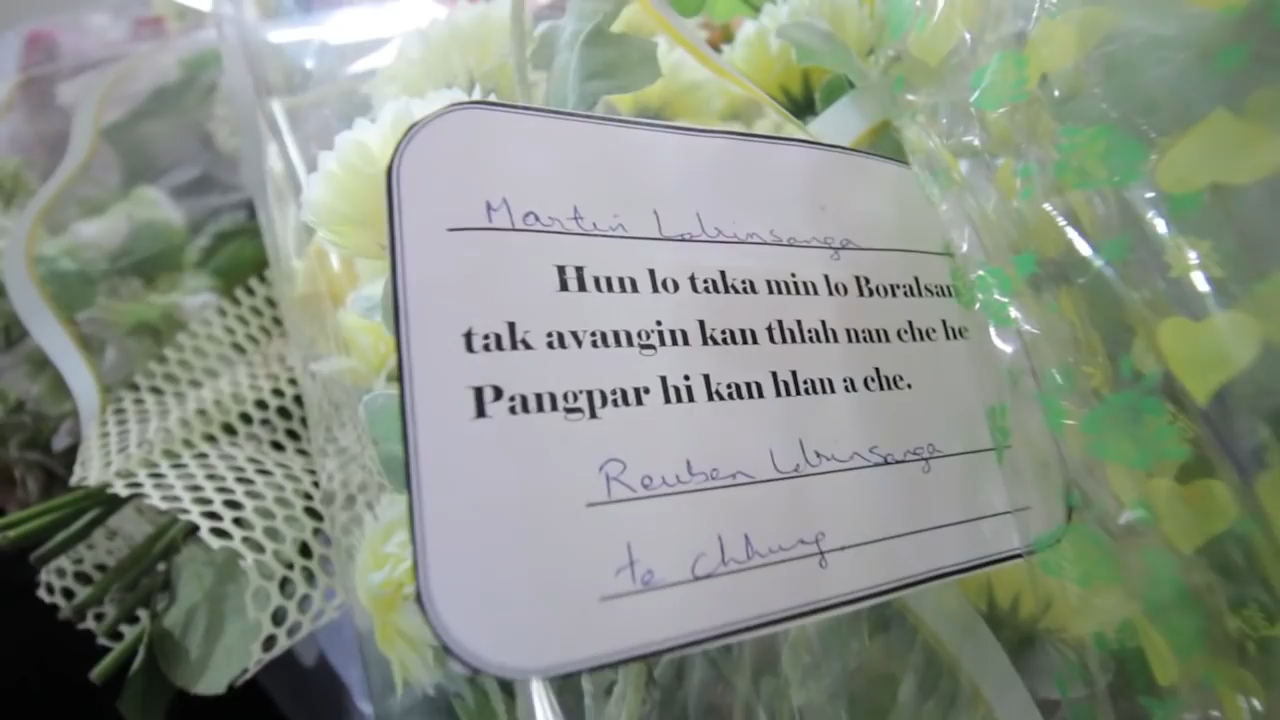 Martin Lalrinsanga
Hun lo taka min lo Boralsan
tak avangin kan thlah nan che he
Pangpar hi kan hlan a che.
Reuben Lalrinsanga
te chhung